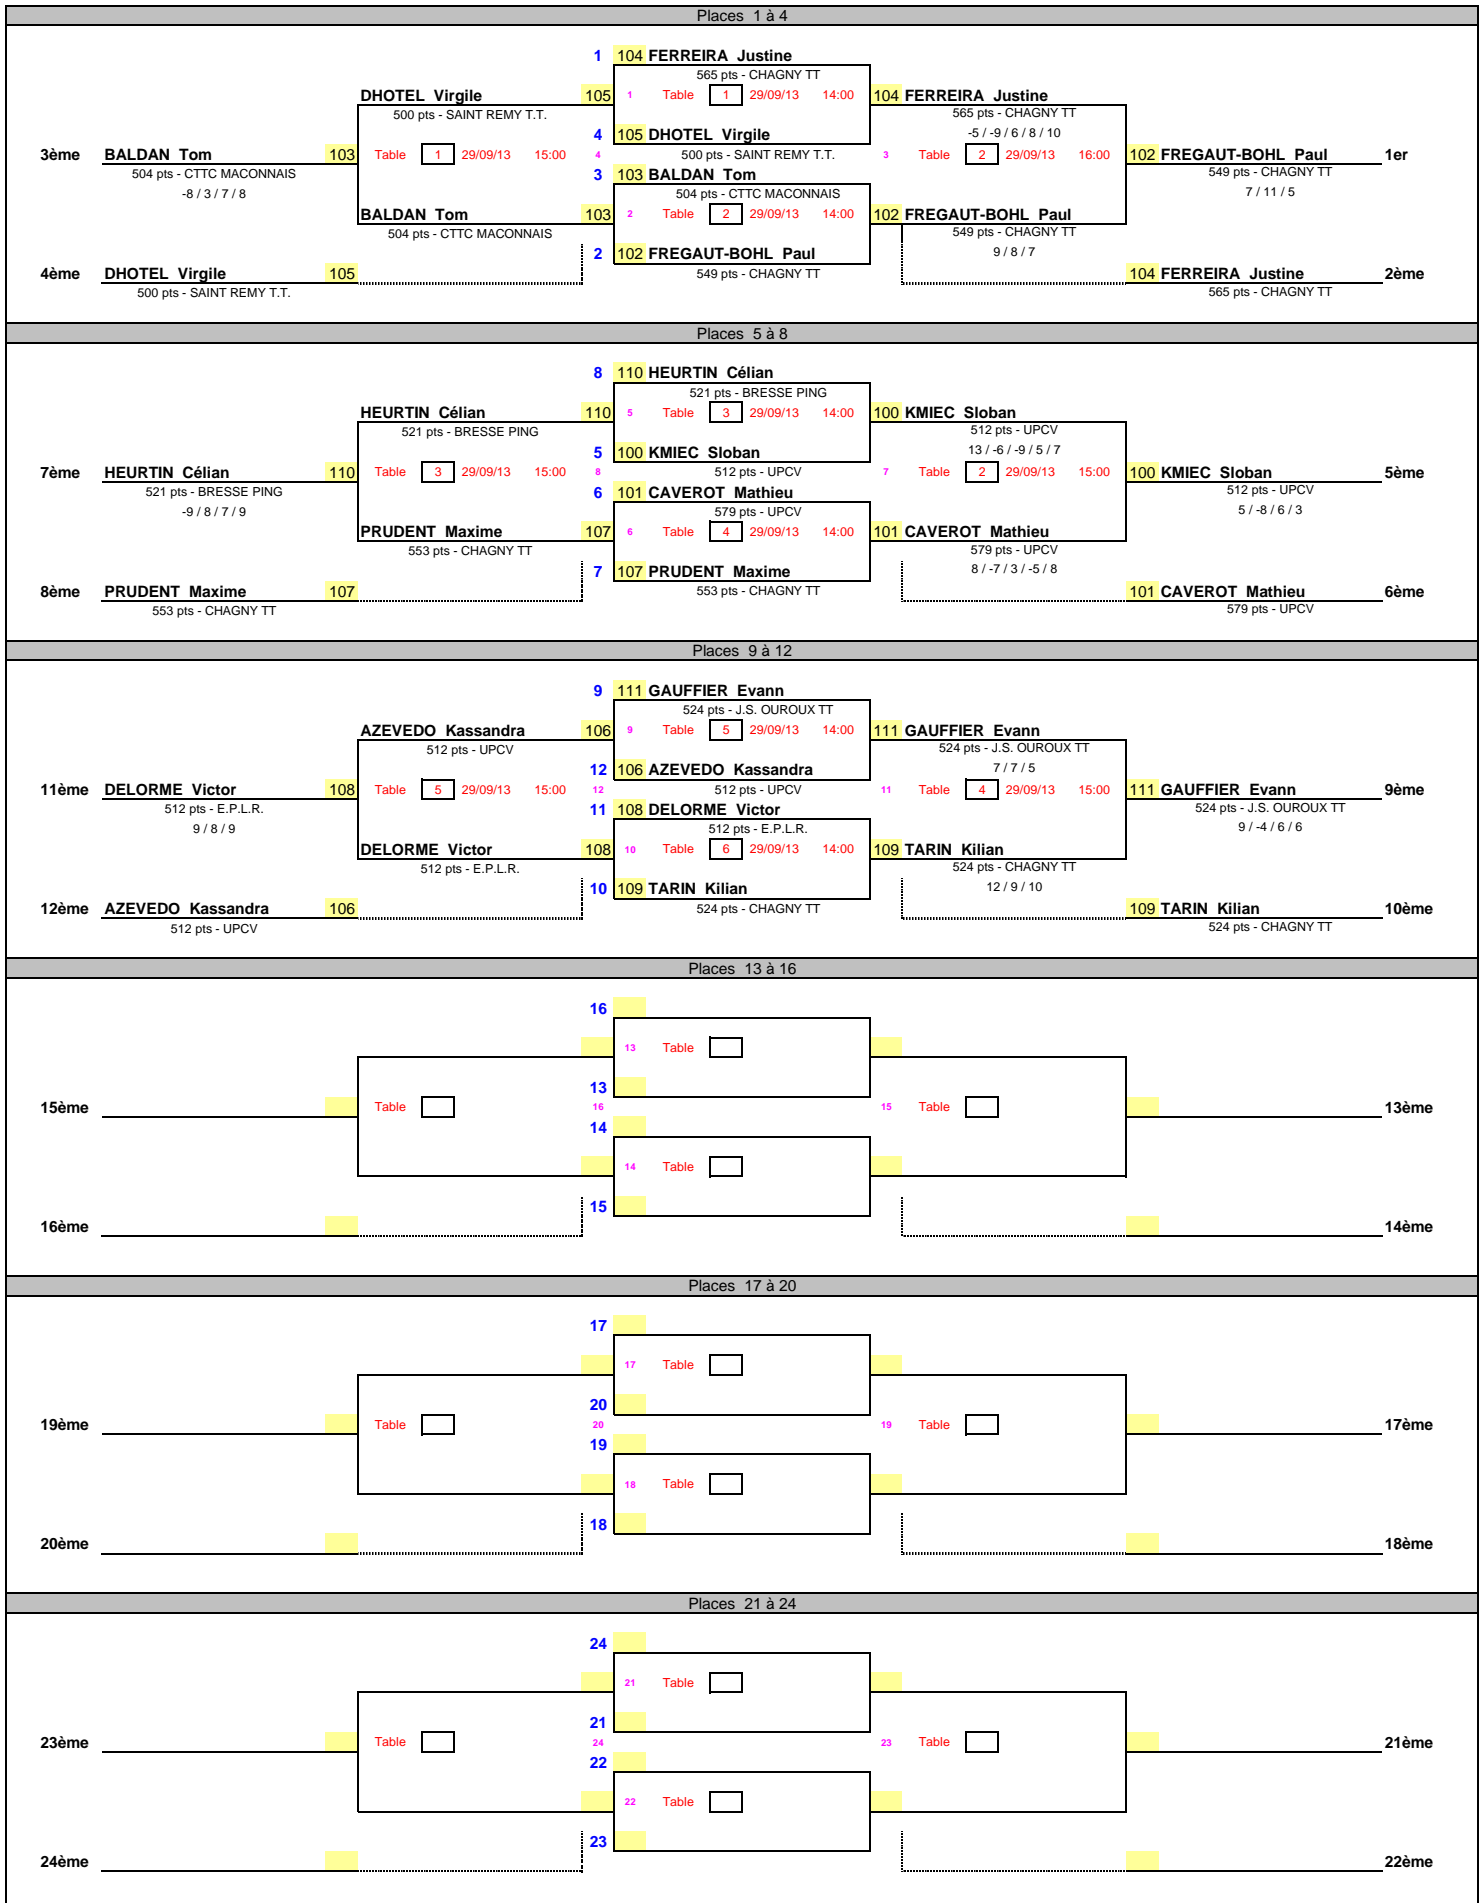 Places 1 à 4
1 104 FERREIRA Justine
565 pts - CHAGNY TT
DHOTEL Virgile 105 1 Table 1 29/09/13 14:00 104 FERREIRA Justine
500 pts - SAINT REMY T.T. 565 pts - CHAGNY TT
4 105 DHOTEL Virgile -5 / -9 / 6 / 8 / 10
3ème BALDAN Tom 103 Table 1 29/09/13 15:00 4 500 pts - SAINT REMY T.T. 3 Table 2 29/09/13 16:00 102 FREGAUT-BOHL Paul 1er
504 pts - CTTC MACONNAIS 3 103 BALDAN Tom 549 pts - CHAGNY TT
-8 / 3 / 7 / 8 504 pts - CTTC MACONNAIS 7 / 11 / 5
BALDAN Tom 103 2 Table 2 29/09/13 14:00 102 FREGAUT-BOHL Paul
504 pts - CTTC MACONNAIS 549 pts - CHAGNY TT
2 102 FREGAUT-BOHL Paul 9 / 8 / 7
4ème DHOTEL Virgile 105 549 pts - CHAGNY TT 104 FERREIRA Justine 2ème
500 pts - SAINT REMY T.T. 565 pts - CHAGNY TT
Places 5 à 8
8 110 HEURTIN Célian
521 pts - BRESSE PING
HEURTIN Célian 110 5 Table 3 29/09/13 14:00 100 KMIEC Sloban
521 pts - BRESSE PING 512 pts - UPCV
5 100 KMIEC Sloban 13 / -6 / -9 / 5 / 7
7ème HEURTIN Célian 110 Table 3 29/09/13 15:00 8 512 pts - UPCV 7 Table 2 29/09/13 15:00 100 KMIEC Sloban 5ème
521 pts - BRESSE PING 6 101 CAVEROT Mathieu 512 pts - UPCV
-9 / 8 / 7 / 9 579 pts - UPCV 5 / -8 / 6 / 3
PRUDENT Maxime 107 6 Table 4 29/09/13 14:00 101 CAVEROT Mathieu
553 pts - CHAGNY TT 579 pts - UPCV
7 107 PRUDENT Maxime 8 / -7 / 3 / -5 / 8
8ème PRUDENT Maxime 107 553 pts - CHAGNY TT 101 CAVEROT Mathieu 6ème
553 pts - CHAGNY TT 579 pts - UPCV
Places 9 à 12
9 111 GAUFFIER Evann
524 pts - J.S. OUROUX TT
AZEVEDO Kassandra 106 9 Table 5 29/09/13 14:00 111 GAUFFIER Evann
512 pts - UPCV 524 pts - J.S. OUROUX TT
12 106 AZEVEDO Kassandra 7 / 7 / 5
11ème DELORME Victor 108 Table 5 29/09/13 15:00 12 512 pts - UPCV 11 Table 4 29/09/13 15:00 111 GAUFFIER Evann 9ème
512 pts - E.P.L.R. 11 108 DELORME Victor 524 pts - J.S. OUROUX TT
9 / 8 / 9 512 pts - E.P.L.R. 9 / -4 / 6 / 6
DELORME Victor 108 10 Table 6 29/09/13 14:00 109 TARIN Kilian
512 pts - E.P.L.R. 524 pts - CHAGNY TT
10 109 TARIN Kilian 12 / 9 / 10
12ème AZEVEDO Kassandra 106 524 pts - CHAGNY TT 109 TARIN Kilian 10ème
512 pts - UPCV 524 pts - CHAGNY TT
Places 13 à 16
16
13 Table
13
15ème Table 16 15 Table 13ème
14
14 Table
15
16ème 14ème
Places 17 à 20
17
17 Table
20
19ème Table 20 19 Table 17ème
19
18 Table
18
20ème 18ème
Places 21 à 24
24
21 Table
21
23ème Table 24 23 Table 21ème
22
22 Table
23
24ème 22ème